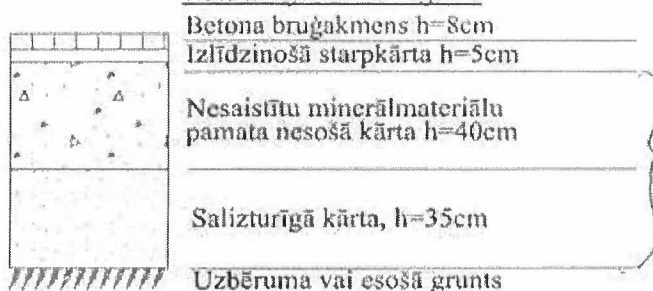 Betona bruģakmens h=8cm
Izlīdzinošā starpkārta h=5cm
Nesaistītu minerālmateriālu
pamata nesošā kārta h=40cm
Salizturīgā kārta, h=35cm
Uzbēruma vai esošā grunts